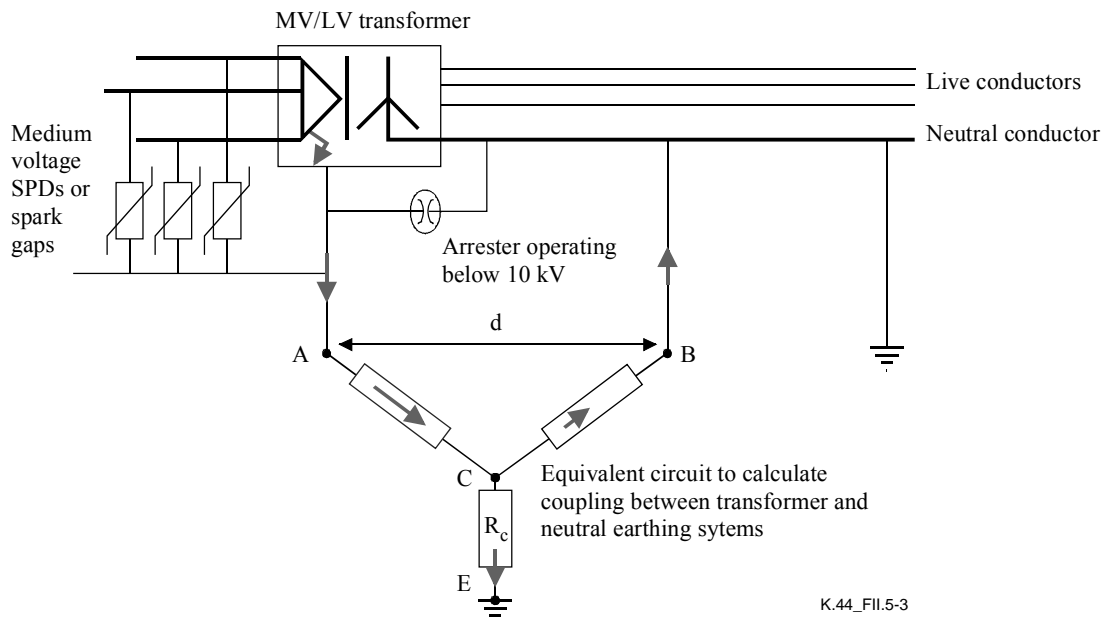 MV/LV transformer
Live conductors
Neutral conductor
Medium
voltage
SPDs or
spark
gaps
Arrester operating
below 10 kV
d
A
B
C
Equivalent circuit to calculate
coupling between transformer and
neutral earthing sytems
Rc
E
K.44_FII.5-3